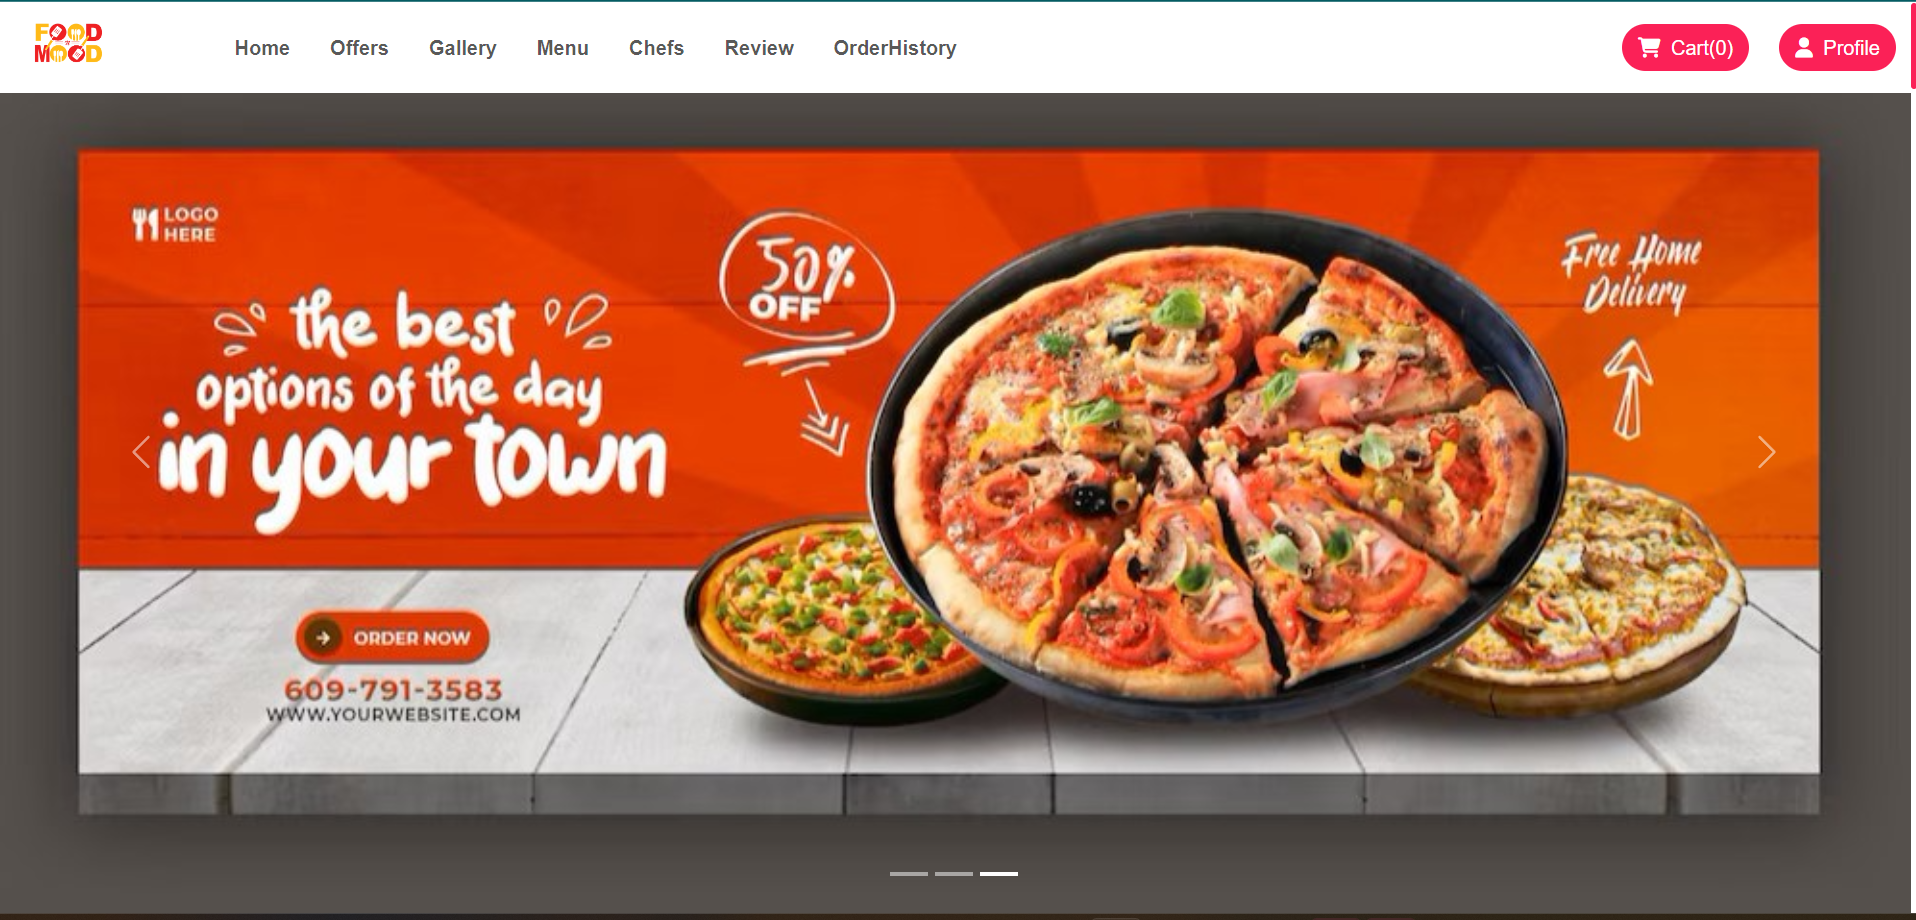 FOOD
MOOD
Home
Offers
Gallery
Menu
Chefs
Review
OrderHistory
Cart(0)
Profile
LOGO
HERE
the best
options of the day
in your town
50%
OFF
Free Home
Delivery
ORDER NOW
609-791-3583
WWW.YOURWEBSITE.COM